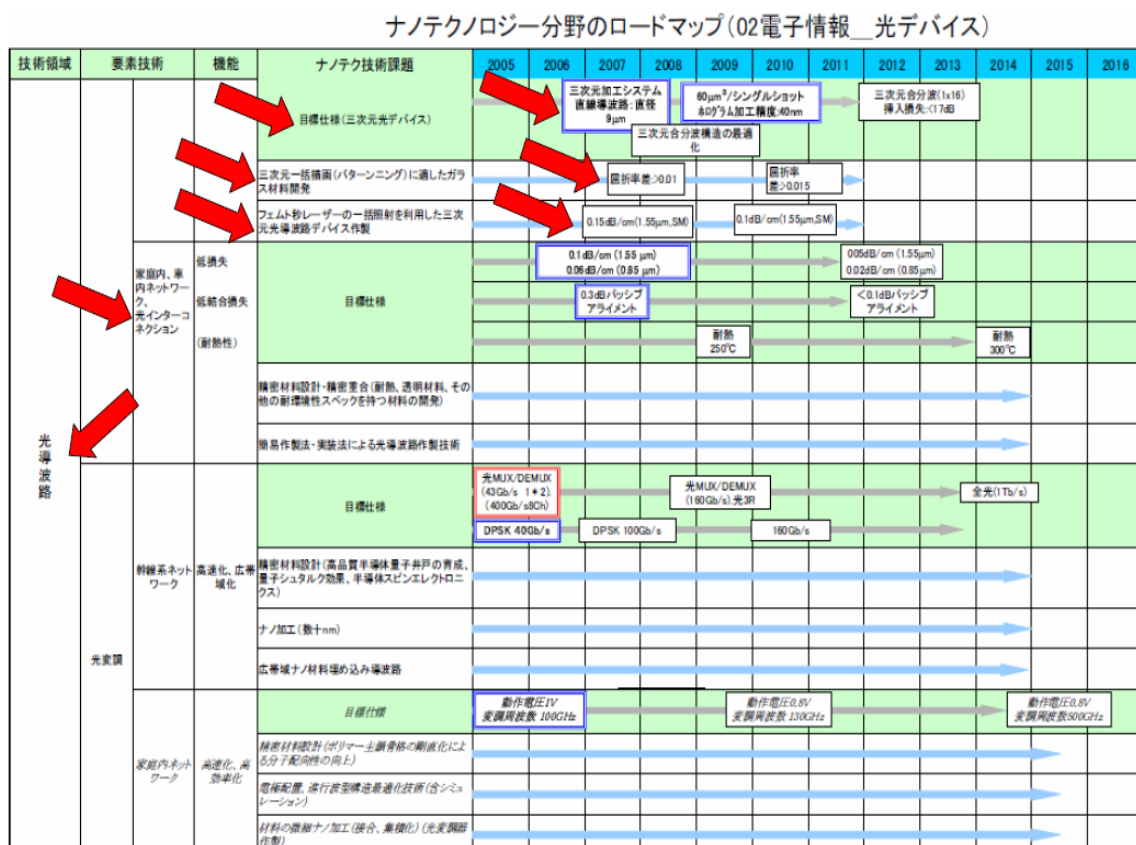 ナノテクノロジー分野のロードマップ(02電子情報__光デバイス)
技術領域 要素技術 機能 ナノテク技術課題 2005 2006 2007 2008 2009 2010 2011 2012 2013 2014 2015 2016
目標仕様(三次元光デバイス)
三次元加工システム
直線導波路:直径
9μm
60μm³/シングルショット
ホログラム加工精度:40nm
三次元合分波(1x16)
挿入損失:<17dB
三次元合分波構造の最適
化
三次元一括描画(パターンニング)に適したガラ
ス材料開発
屈折率差:>0.01
屈折率
差:>0.015
フェムト秒レーザーの一括照射を利用した三次
元光導波路デバイス作製
0.15dB/cm(1.55μm,SM)
0.1dB/cm(1.55μm,SM)
光導波路
家庭内、車
内ネットワー
ク、
光インターコ
ネクション
低損失
低結合損失
(耐熱性)
目標仕様
0.1dB/cm (1.55 μm)
0.06dB/cm (0.85 μm)
005dB/cm (1.55μm)
0.02dB/cm (0.85μm)
0.3dBパッシブ
アライメント
<0.1dBパッシブ
アライメント
耐熱
250℃
耐熱
300℃
精密材料設計・精密重合(耐熱、透明材料、その
他の耐環境性スペックを持つ材料の開発)
簡易作製法・実装法による光導波路作製技術
光変調
幹線系ネット
ワーク
高速化、広帯
域化
目標仕様
光MUX/DEMUX
(43Gb/s 1*2).
(400Gb/s8Ch)
光MUX/DEMUX
(160Gb/s).光3R
全光(1Tb/s)
DPSK 40Gb/s
DPSK 100Gb/s
160Gb/s
精密材料設計(高品質半導体量子井戸の育成、
量子シュタルク効果、半導体スピンエレクトロニ
クス)
ナノ加工(数十nm)
広帯域ナノ材料埋め込み導波路
家庭内ネット
ワーク
高速化、高
効率化
目標仕様
動作電圧1V
変調周波数 100GHz
動作電圧0.8V
変調周波数 130GHz
動作電圧0.8V
変調周波数500GHz
精密材料設計(ポリマー主鎖骨格の剛直化によ
る分子配向性の向上)
電極配置、進行波型構造最適化技術(含シミュ
レーション)
材料の微細ナノ加工(接合、集積化)(光変調器
作製)